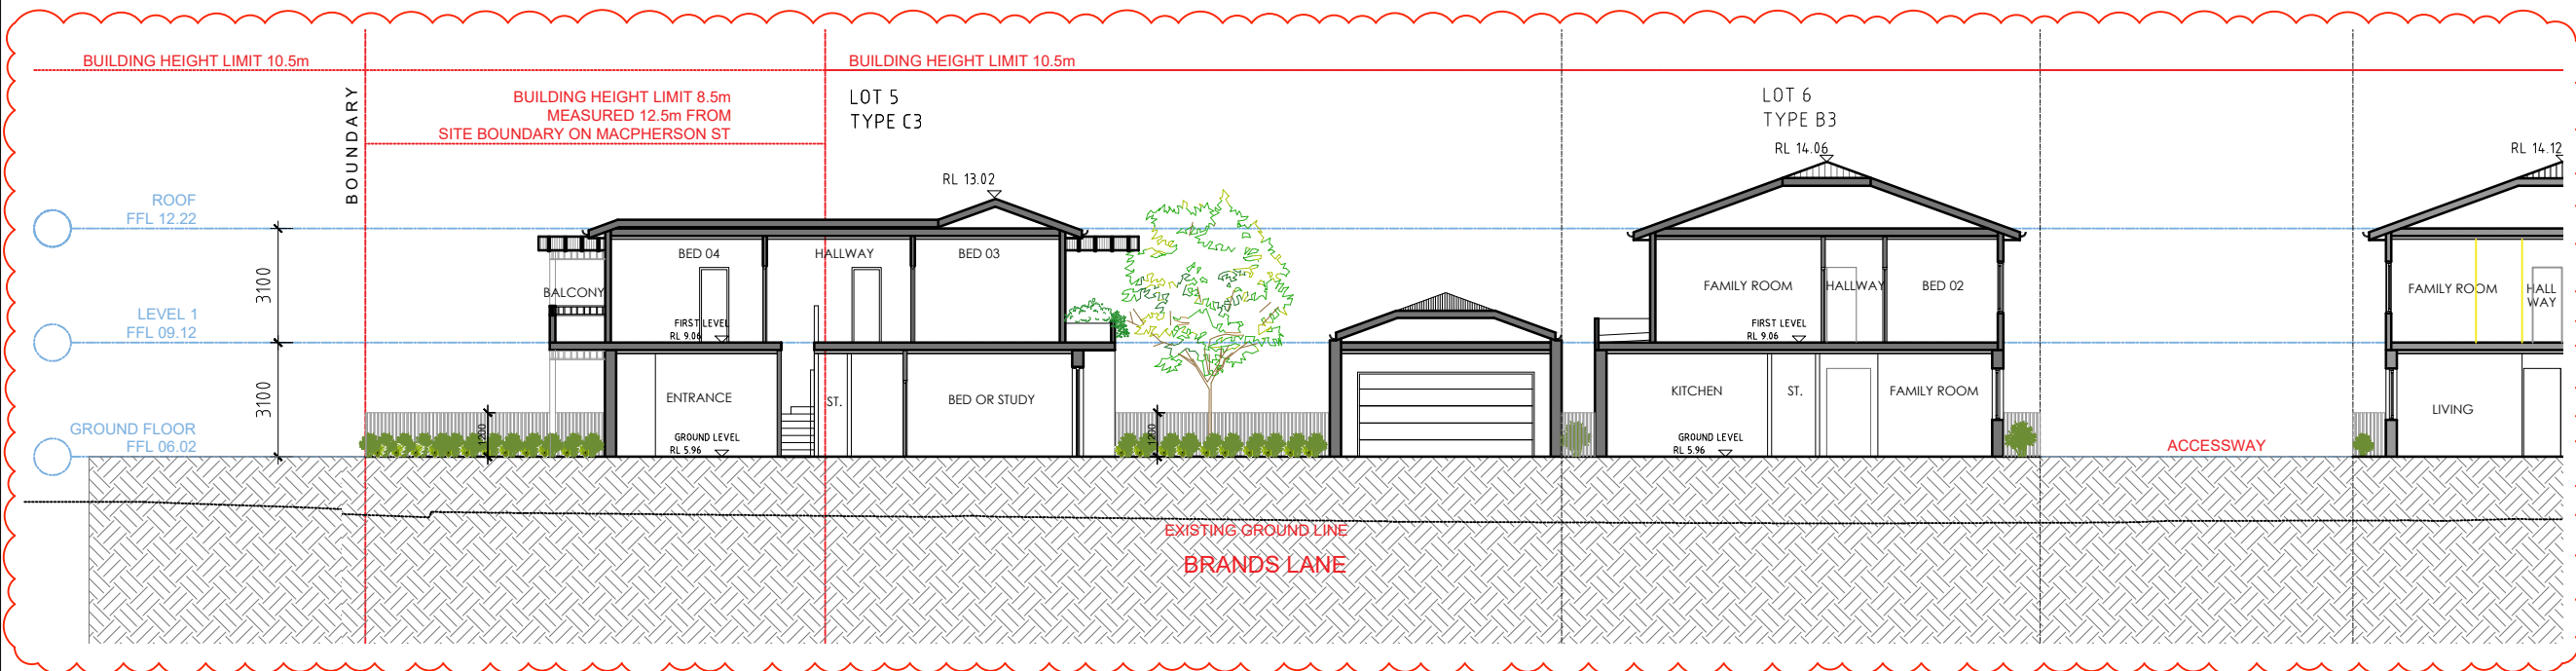 BUILDING HEIGHT LIMIT 10.5m
BUILDING HEIGHT LIMIT 10.5m
BOUNDARY
BUILDING HEIGHT LIMIT 8.5m
MEASURED 12.5m FROM
SITE BOUNDARY ON MACPHERSON ST
LOT 5
TYPE C3
LOT 6
TYPE B3
RL 14.06
RL 14.12
RL 13.02
ROOF
FFL 12.22
3100
LEVEL 1
FFL 09.12
3100
GROUND FLOOR
FFL 06.02
BALCONY
BED 04
HALLWAY
BED 03
FIRST LEVEL
RL 9.06
ENTRANCE
ST.
BED OR STUDY
GROUND LEVEL
RL 5.96
1200
1200
FAMILY ROOM
HALLWAY
BED 02
FIRST LEVEL
RL 9.06
KITCHEN
ST.
FAMILY ROOM
GROUND LEVEL
RL 5.96
ACCESSWAY
FAMILY ROOM
HALL
WAY
LIVING
EXISTING GROUND LINE
BRANDS LANE